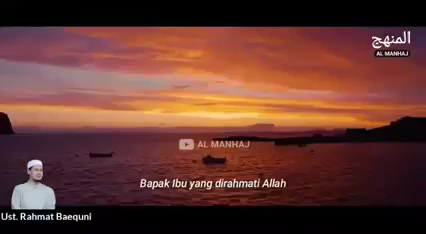 المنهج
AL MANHAJ
AL MANHAJ
Bapak Ibu yang dirahmati Allah
Ust. Rahmat Baequni